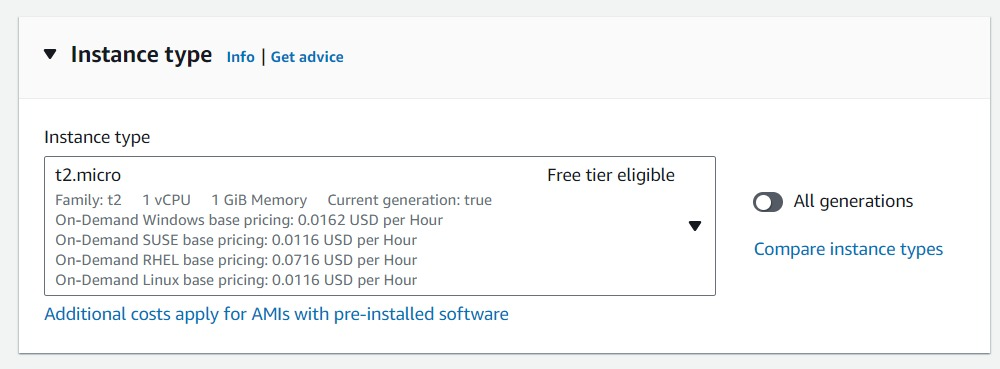 Instance type Info | Get advice
Instance type
t2.micro Free tier eligible
Family: t2 1 vCPU 1 GiB Memory Current generation: true
On-Demand Windows base pricing: 0.0162 USD per Hour
On-Demand SUSE base pricing: 0.0116 USD per Hour
On-Demand RHEL base pricing: 0.0716 USD per Hour
On-Demand Linux base pricing: 0.0116 USD per Hour
All generations
Compare instance types
Additional costs apply for AMIs with pre-installed software